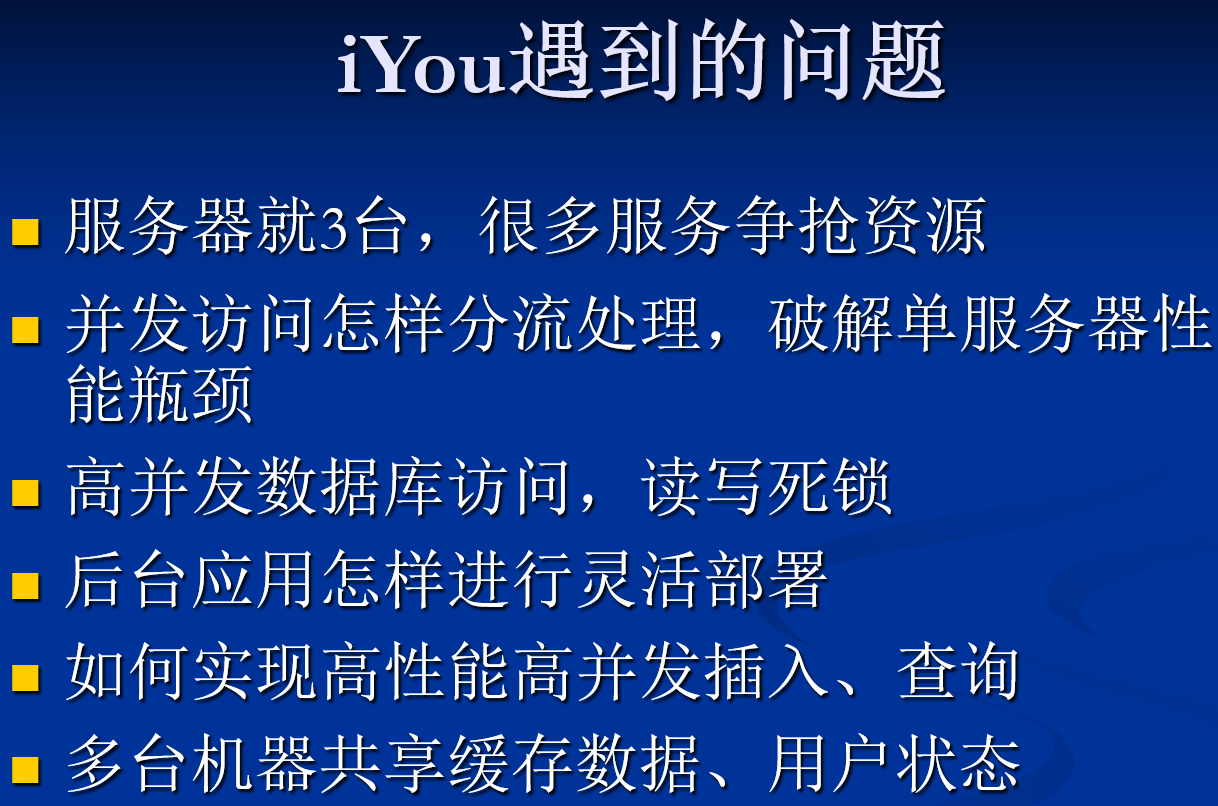 iYou遇到的问题
服务器就3台，很多服务争抢资源
并发访问怎样分流处理，破解单服务器性
能瓶颈
高并发数据库访问，读写死锁
后台应用怎样进行灵活部署
如何实现高性能高并发插入、查询
多台机器共享缓存数据、用户状态